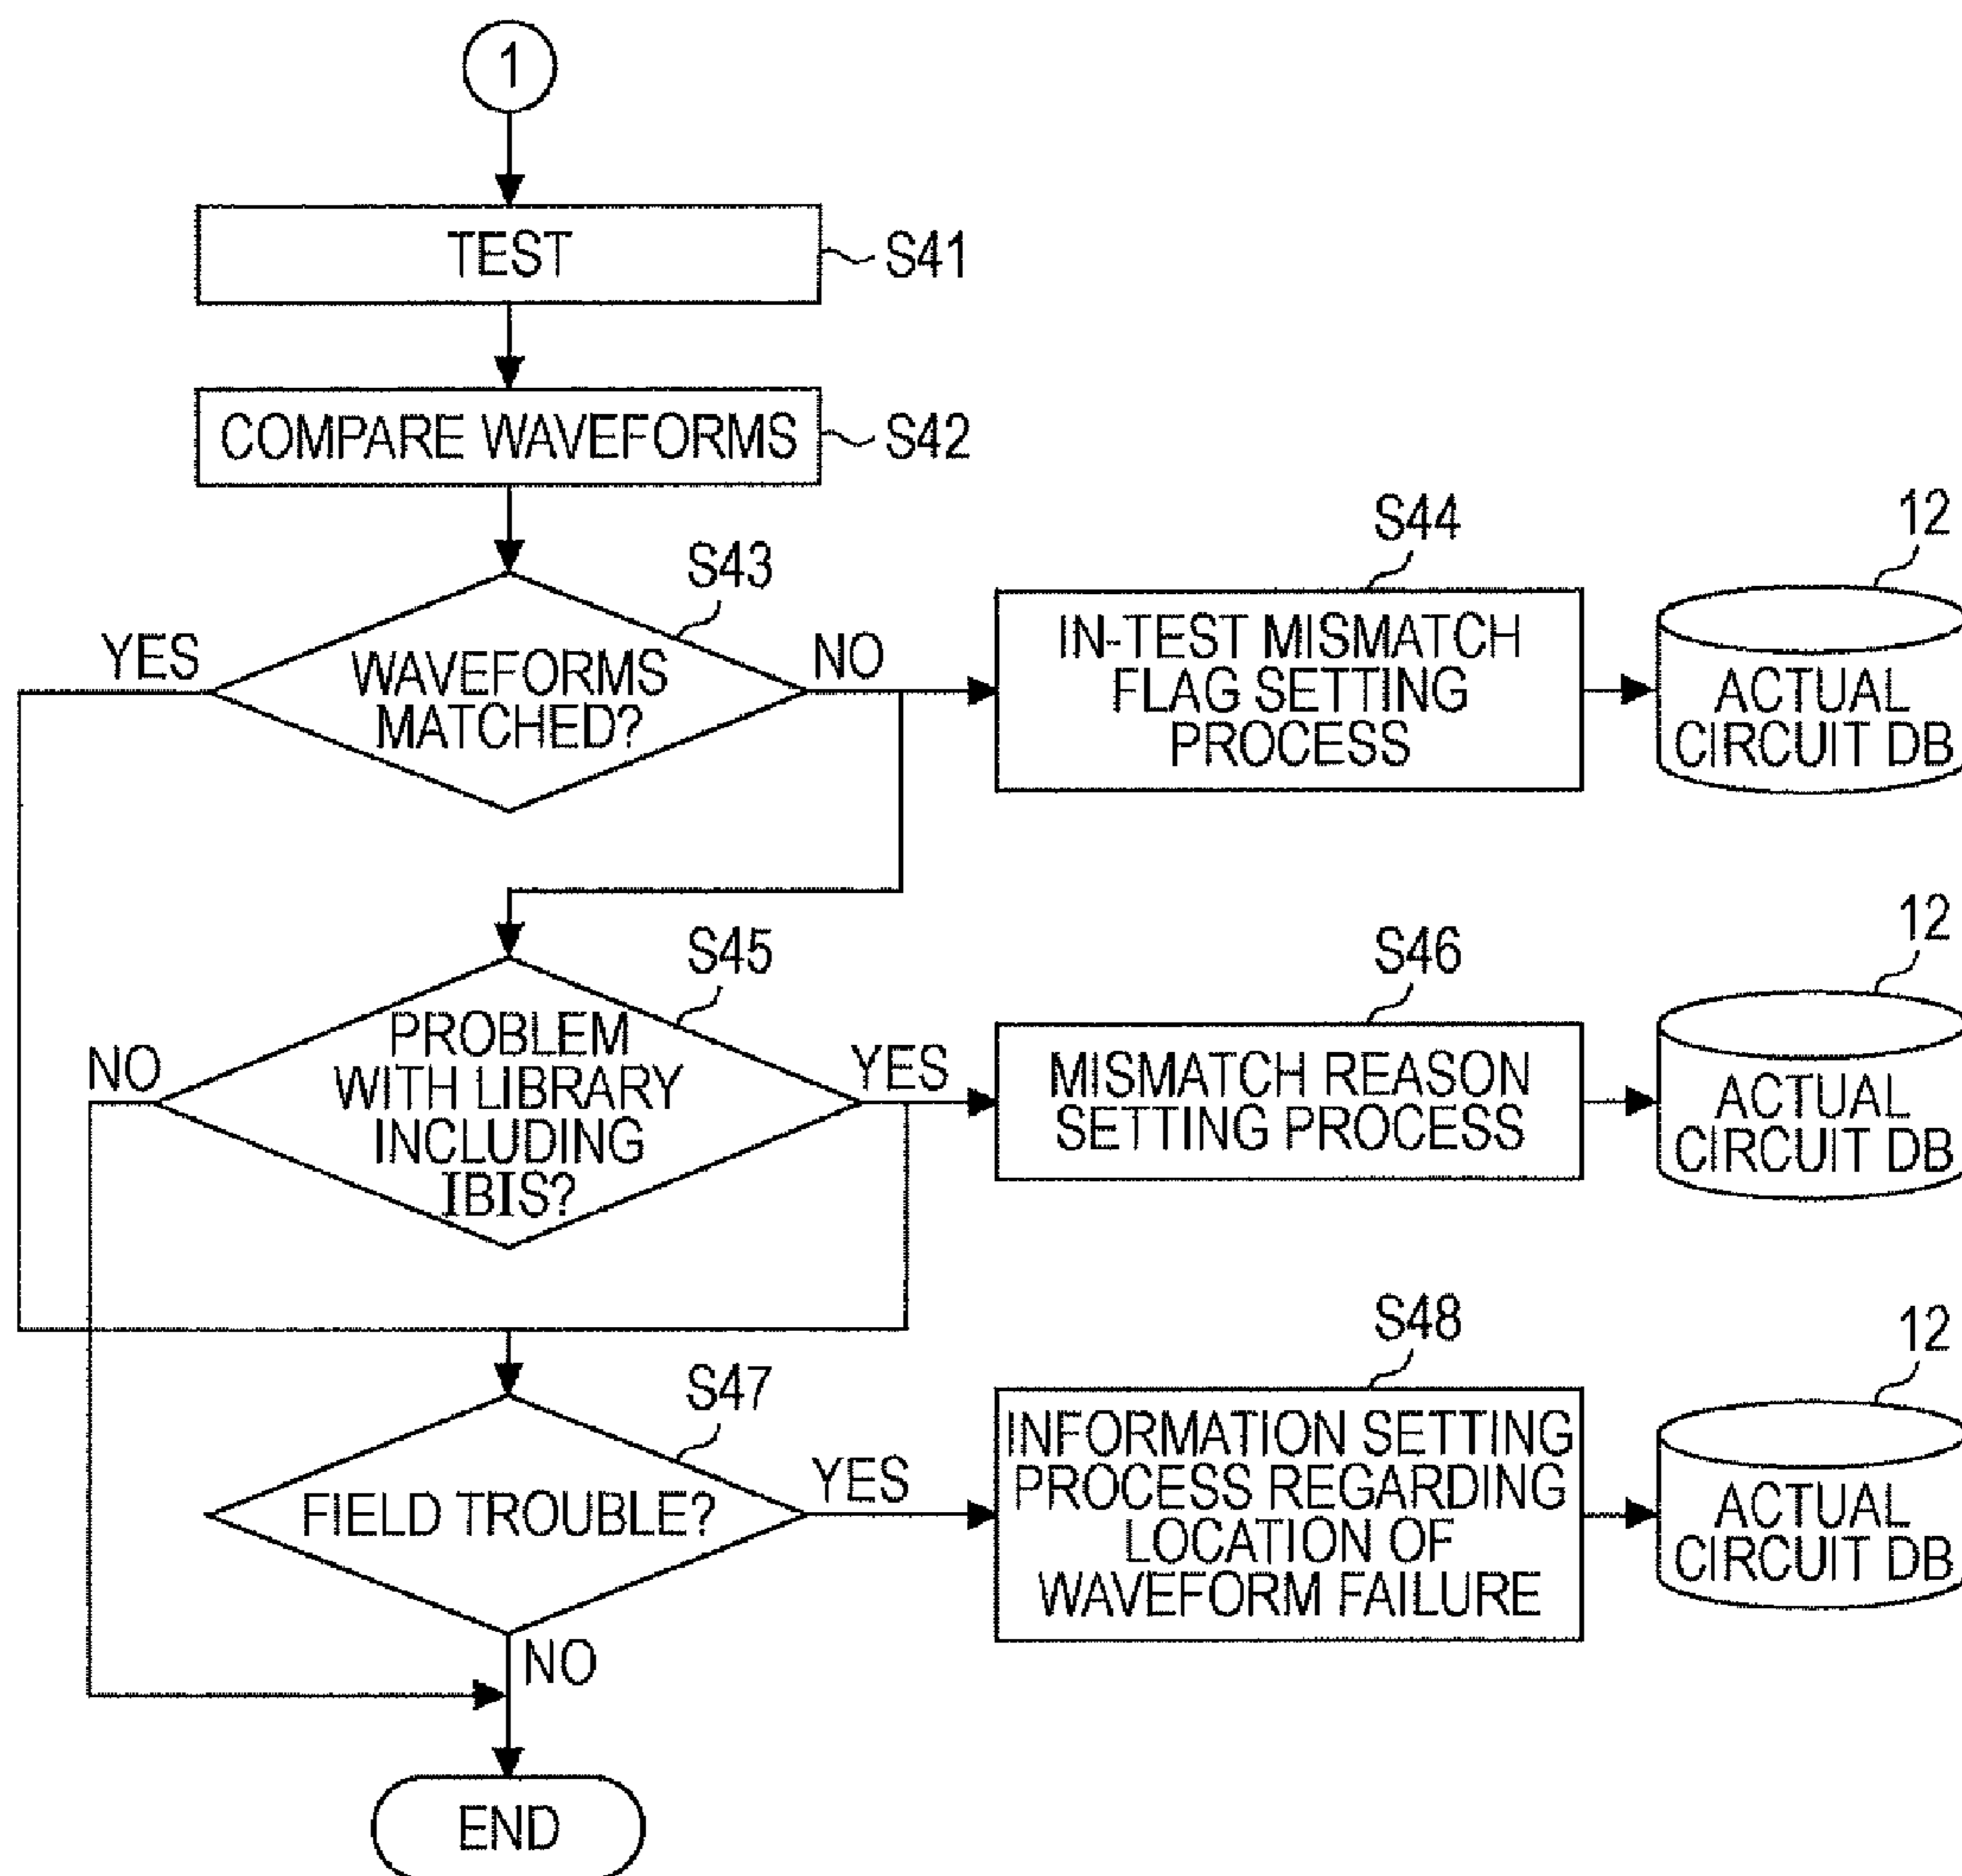 1
TEST
S41
COMPARE WAVEFORMS
S42
S43
YES
WAVEFORMS
MATCHED?
NO
S44
IN-TEST MISMATCH
FLAG SETTING
PROCESS
12
ACTUAL
CIRCUIT DB
S45
NO
PROBLEM
WITH LIBRARY
INCLUDING
IBIS?
YES
S46
MISMATCH REASON
SETTING PROCESS
12
ACTUAL
CIRCUIT DB
S47
FIELD TROUBLE?
YES
NO
S48
INFORMATION SETTING
PROCESS REGARDING
LOCATION OF
WAVEFORM FAILURE
12
ACTUAL
CIRCUIT DB
END